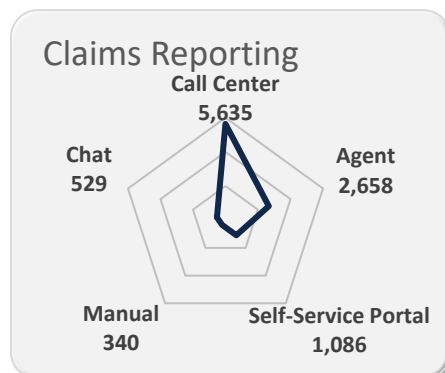 Claims Reporting
Call Center
5,635
Agent
2,658
Self-Service Portal
1,086
Manual
340
Chat
529